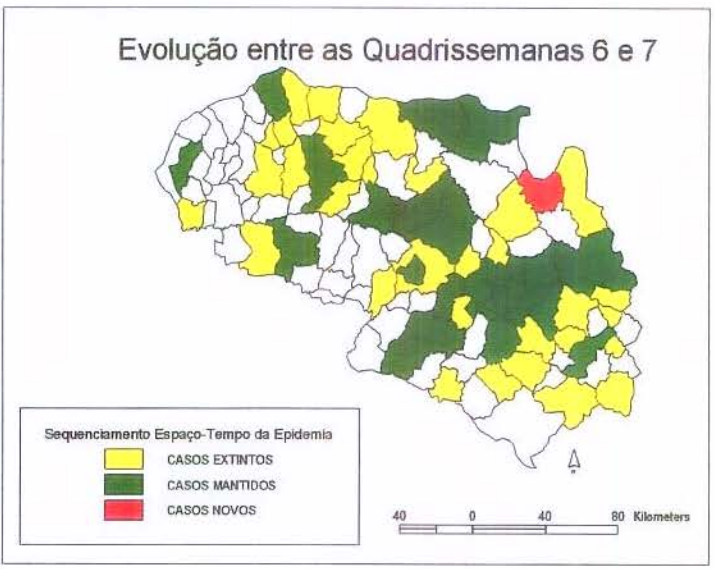 Evolução entre as Quadrissemanas 6 e 7
Sequenciamento Espaço-Tempo da Epidemia
CASOS EXTINTOS
CASOS MANTIDOS
CASOS NOVOS
40 0 40 80 Kilometers